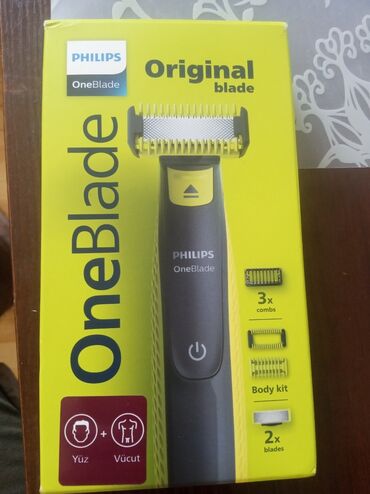 PHILIPS
OneBlade
Original
blade
OneBlade
PHILIPS
OneBlade
3x
combs
Body kit
2x
blades
+
Yüz
Vücut